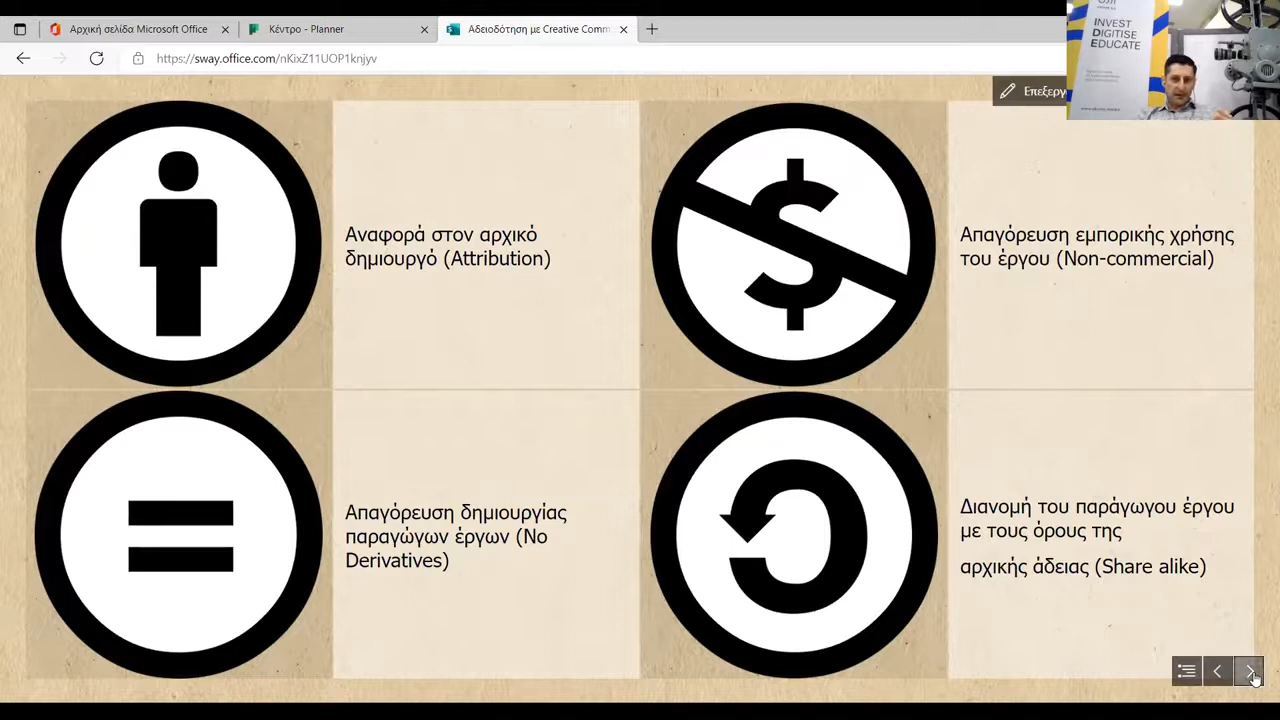 Αρχική σελίδα Microsoft Office
Κέντρο - Planner
Αδειοδότηση με Creative Comm
https://sway.office.com/nKixZ11UOP1knjyv
INVEST
DIGITISE
EDUCATE
Επεξεργ
Αναφορά στον αρχικό
δημιουργό (Attribution)
$
Απαγόρευση εμπορικής χρήσης
του έργου (Non-commercial)
=
Απαγόρευση δημιουργίας
παραγώγων έργων (No
Derivatives)
Διανομή του παράγωγου έργου
με τους όρους της
αρχικής άδειας (Share alike)